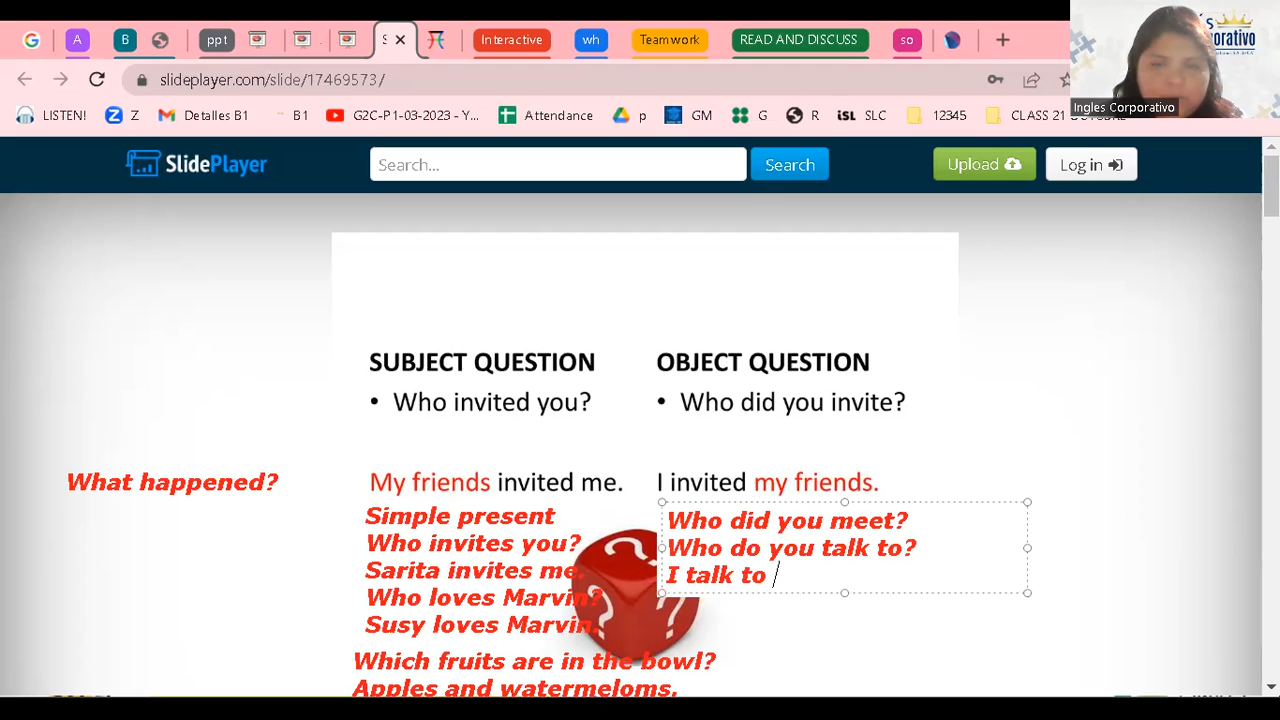 A
B
ppt
S
Interactive
wh
Teamwork
READ AND DISCUSS
so
slideplayer.com/slide/17469573/
LISTEN!
Z
Detalles B1
B1
G2C-P1-03-2023 - Y...
Attendance
p
GM
G
R
SLC
12345
CLASS 21 OCTUBRE
Ingles Corporativo
SlidePlayer
Search...
Search
Upload
Log in
SUBJECT QUESTION
OBJECT QUESTION
• Who invited you?
• Who did you invite?
What happened?
My friends invited me.
I invited my friends.
Simple present
Who invites you?
Sarita invites me.
Who loves Marvin?
Susy loves Marvin.
Who did you meet?
Who do you talk to?
I talk to
Which fruits are in the bowl?
Apples and watermeloms.